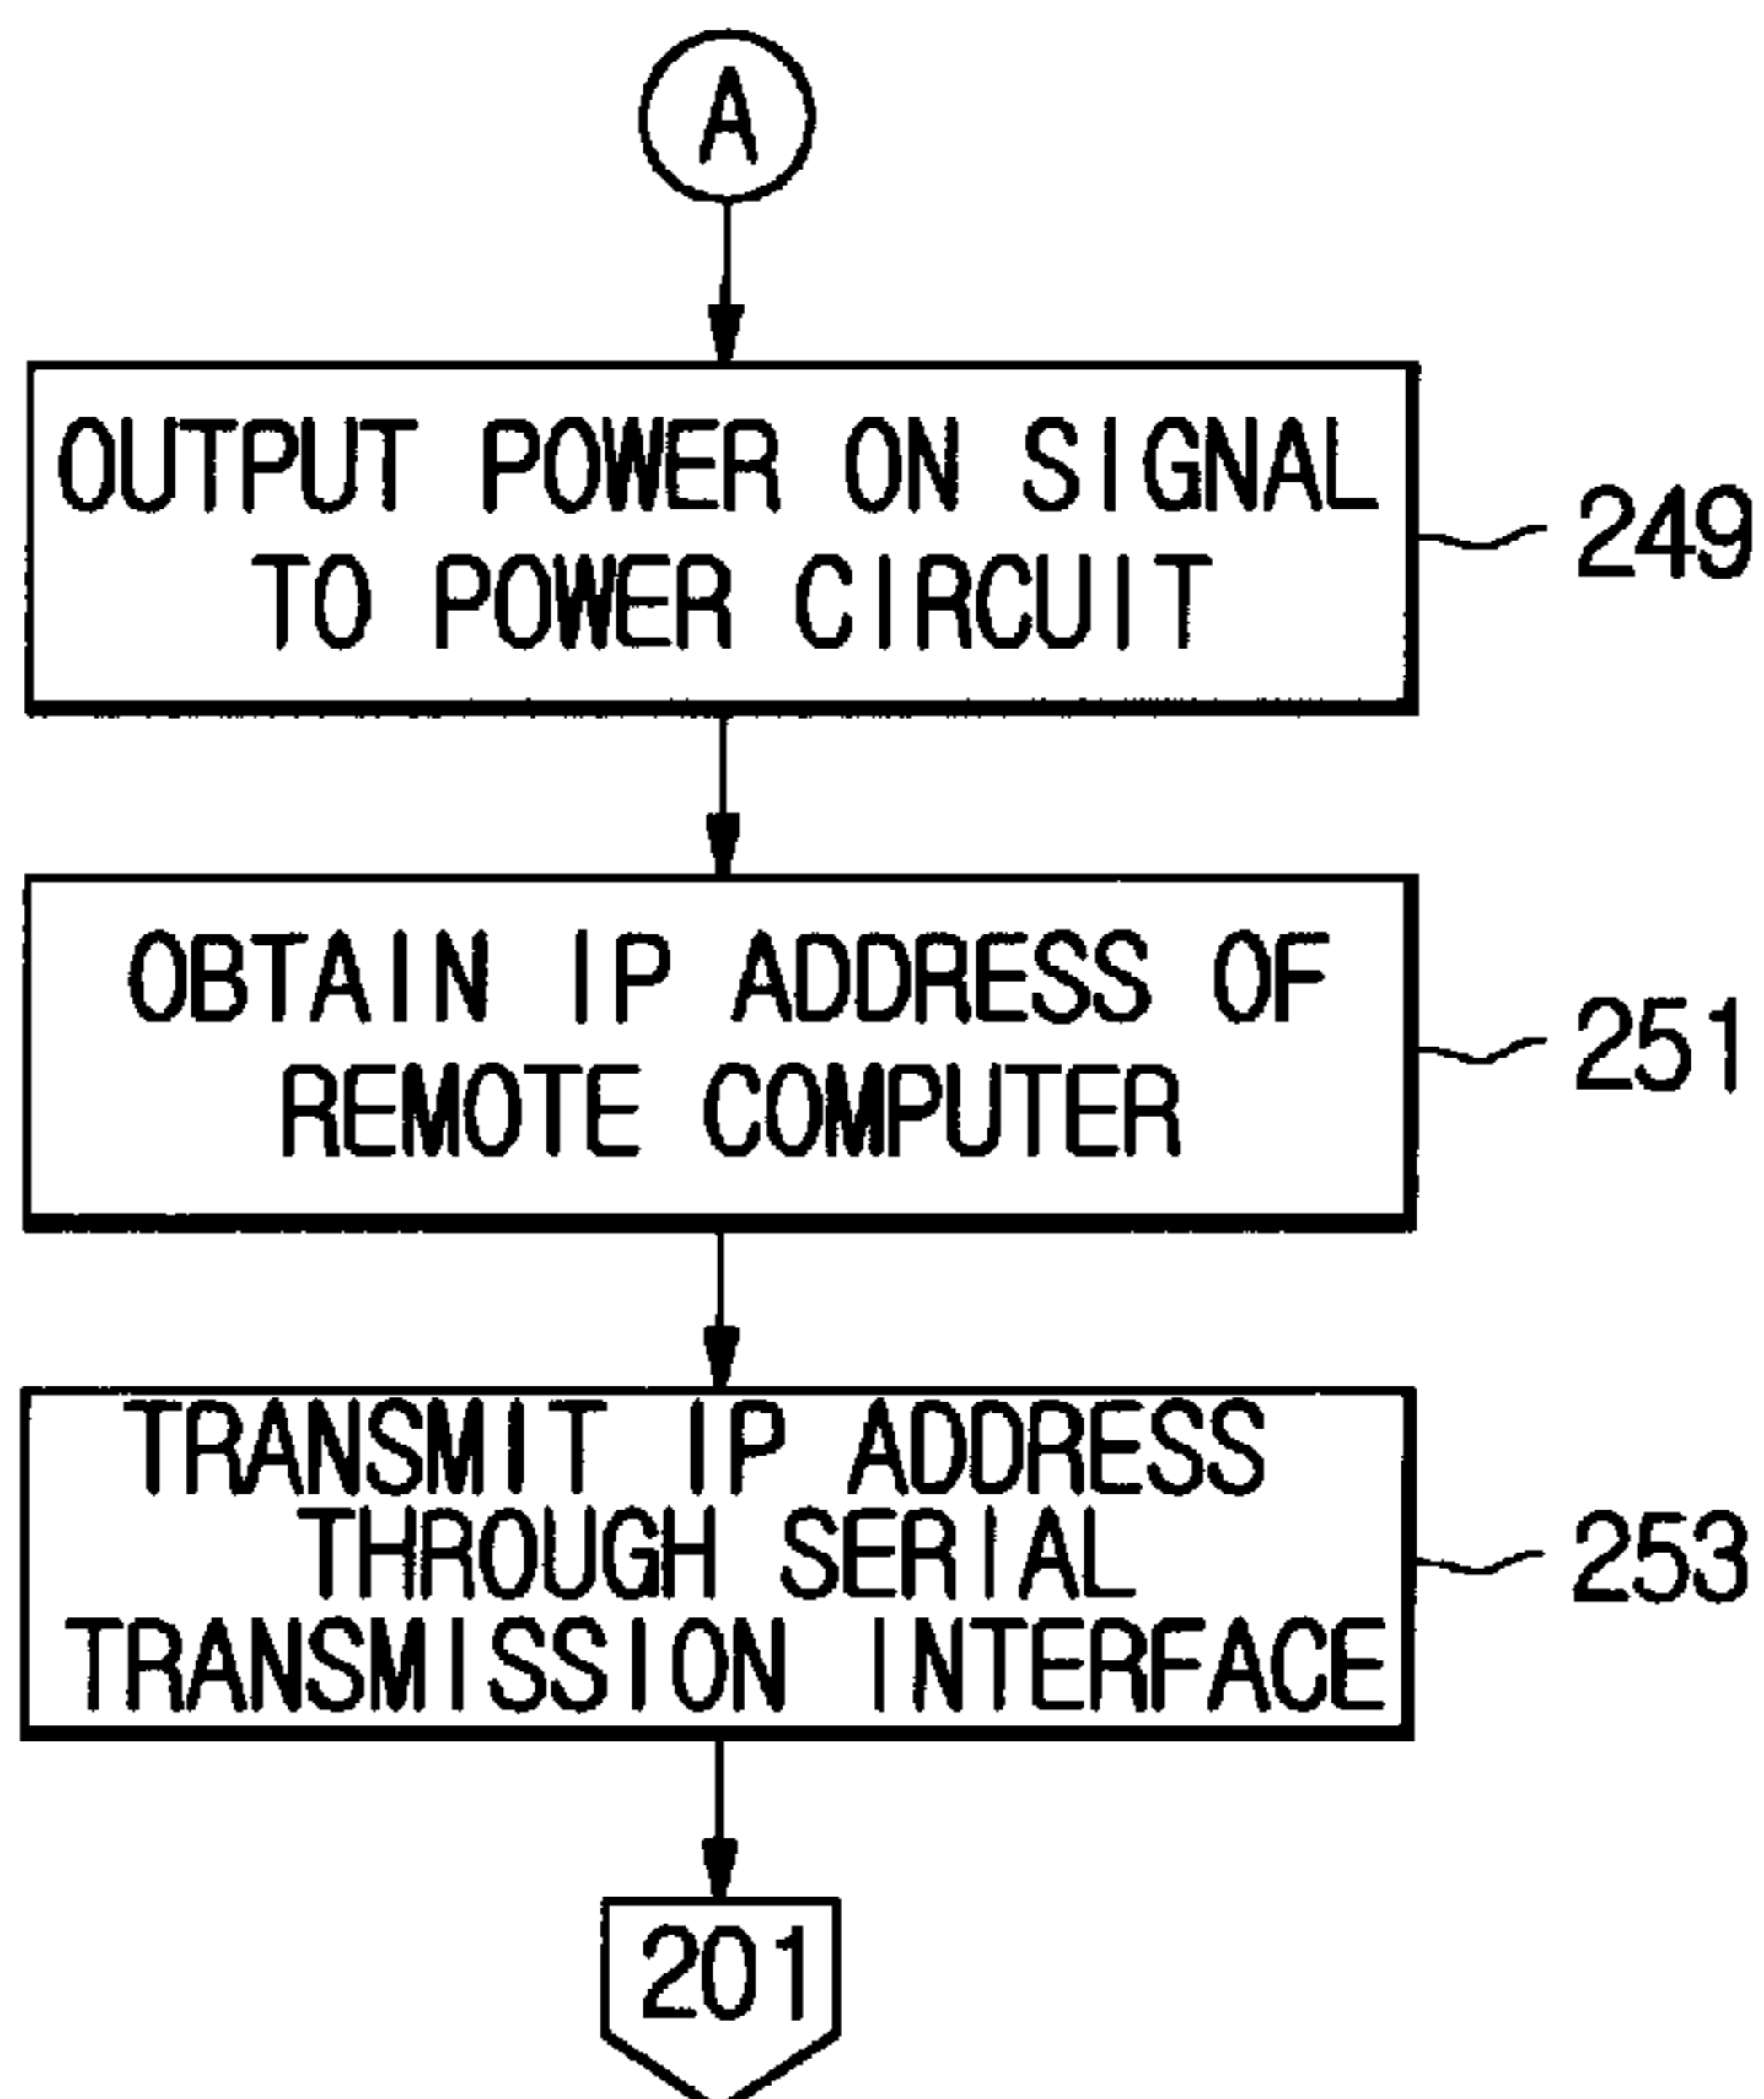 A
OUTPUT POWER ON SIGNAL
TO POWER CIRCUIT
249
OBTAIN IP ADDRESS OF
REMOTE COMPUTER
251
TRANSMIT IP ADDRESS
THROUGH SERIAL
TRANSMISSION INTERFACE
253
201